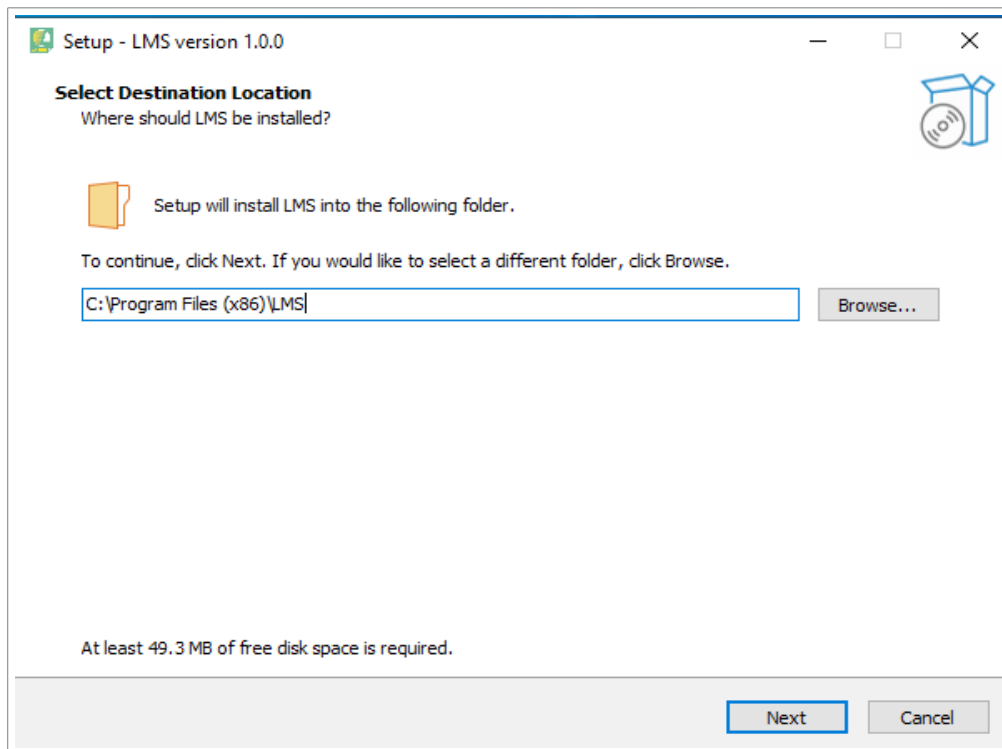 Setup - LMS version 1.0.0
Select Destination Location
Where should LMS be installed?
Setup will install LMS into the following folder.
To continue, click Next. If you would like to select a different folder, click Browse.
C:\Program Files (x86)\LMS
Browse...
At least 49.3 MB of free disk space is required.
Next
Cancel